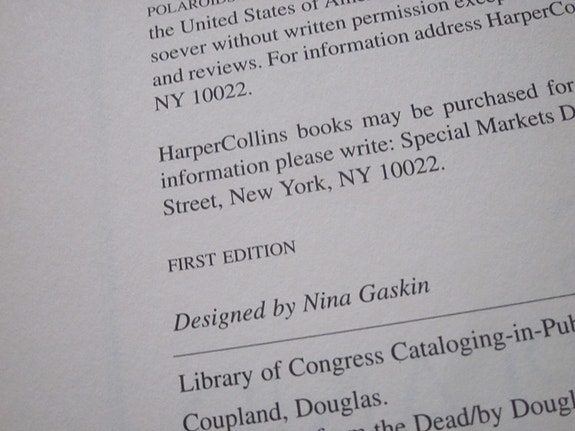 POLAROIDS
the United States of
soever without written permission
and reviews. For information address
NY 10022.
HarperCollins books may be purchased for
information please write: Special Markets
Street, New York, NY 10022.
FIRST EDITION
Designed by Nina Gaskin
Library of Congress
Coupland, Douglas.
the Dead/by